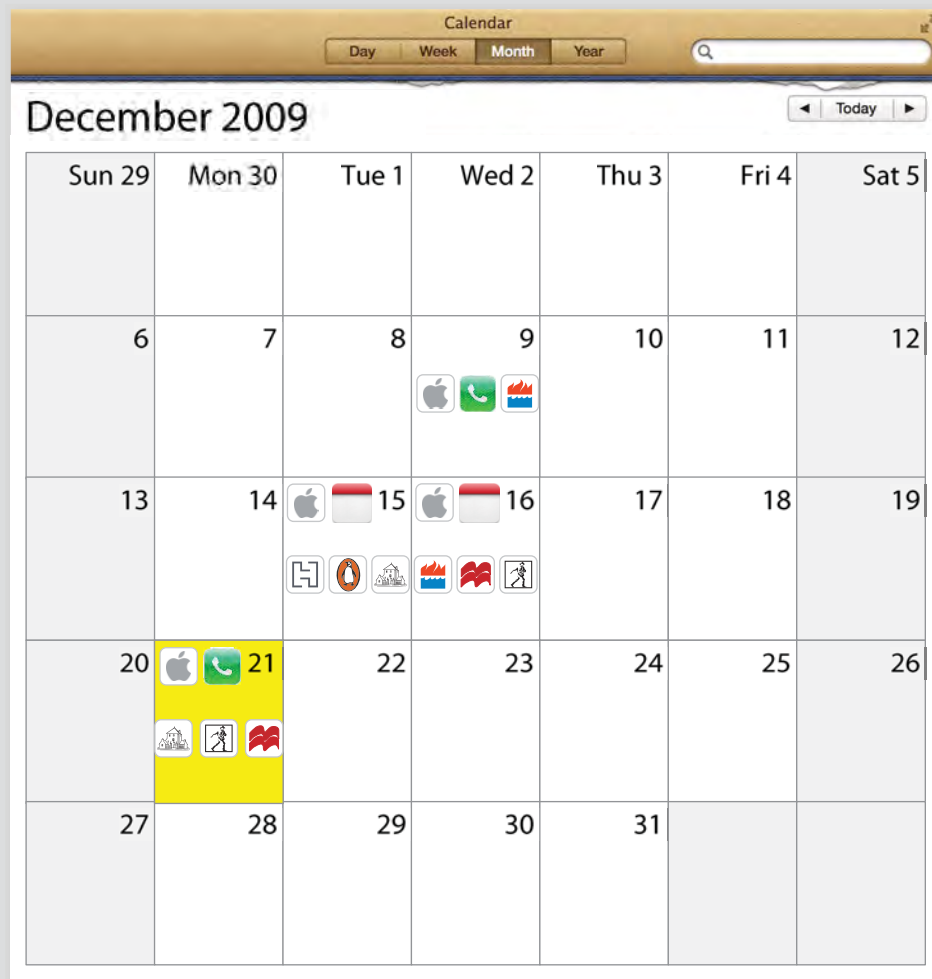 Calendar
Day Week Month Year
December 2009
Today
Sun 29 Mon 30 Tue 1 Wed 2 Thu 3 Fri 4 Sat 5
6 7 8 9 10 11 12
13 14 15 16 17 18 19
20 21 22 23 24 25 26
27 28 29 30 31